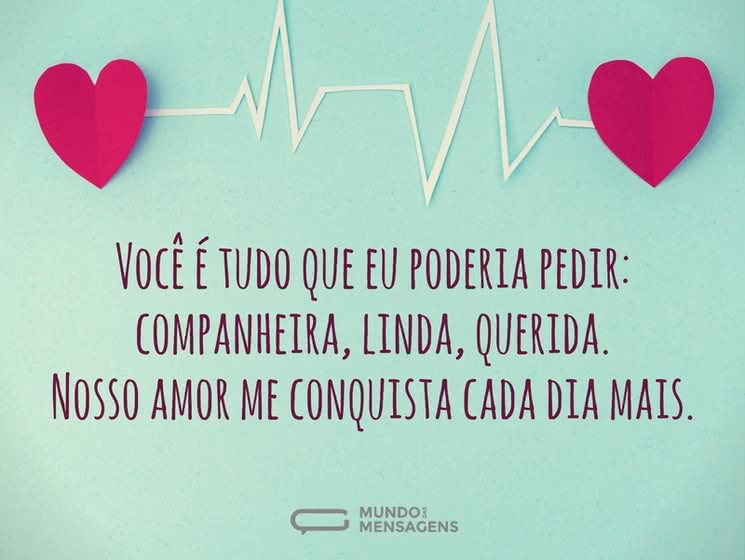 Você é tudo que eu poderia pedir:
companheira, linda, querida.
Nosso amor me conquista cada dia mais.
MUNDO DAS
MENSAGENS